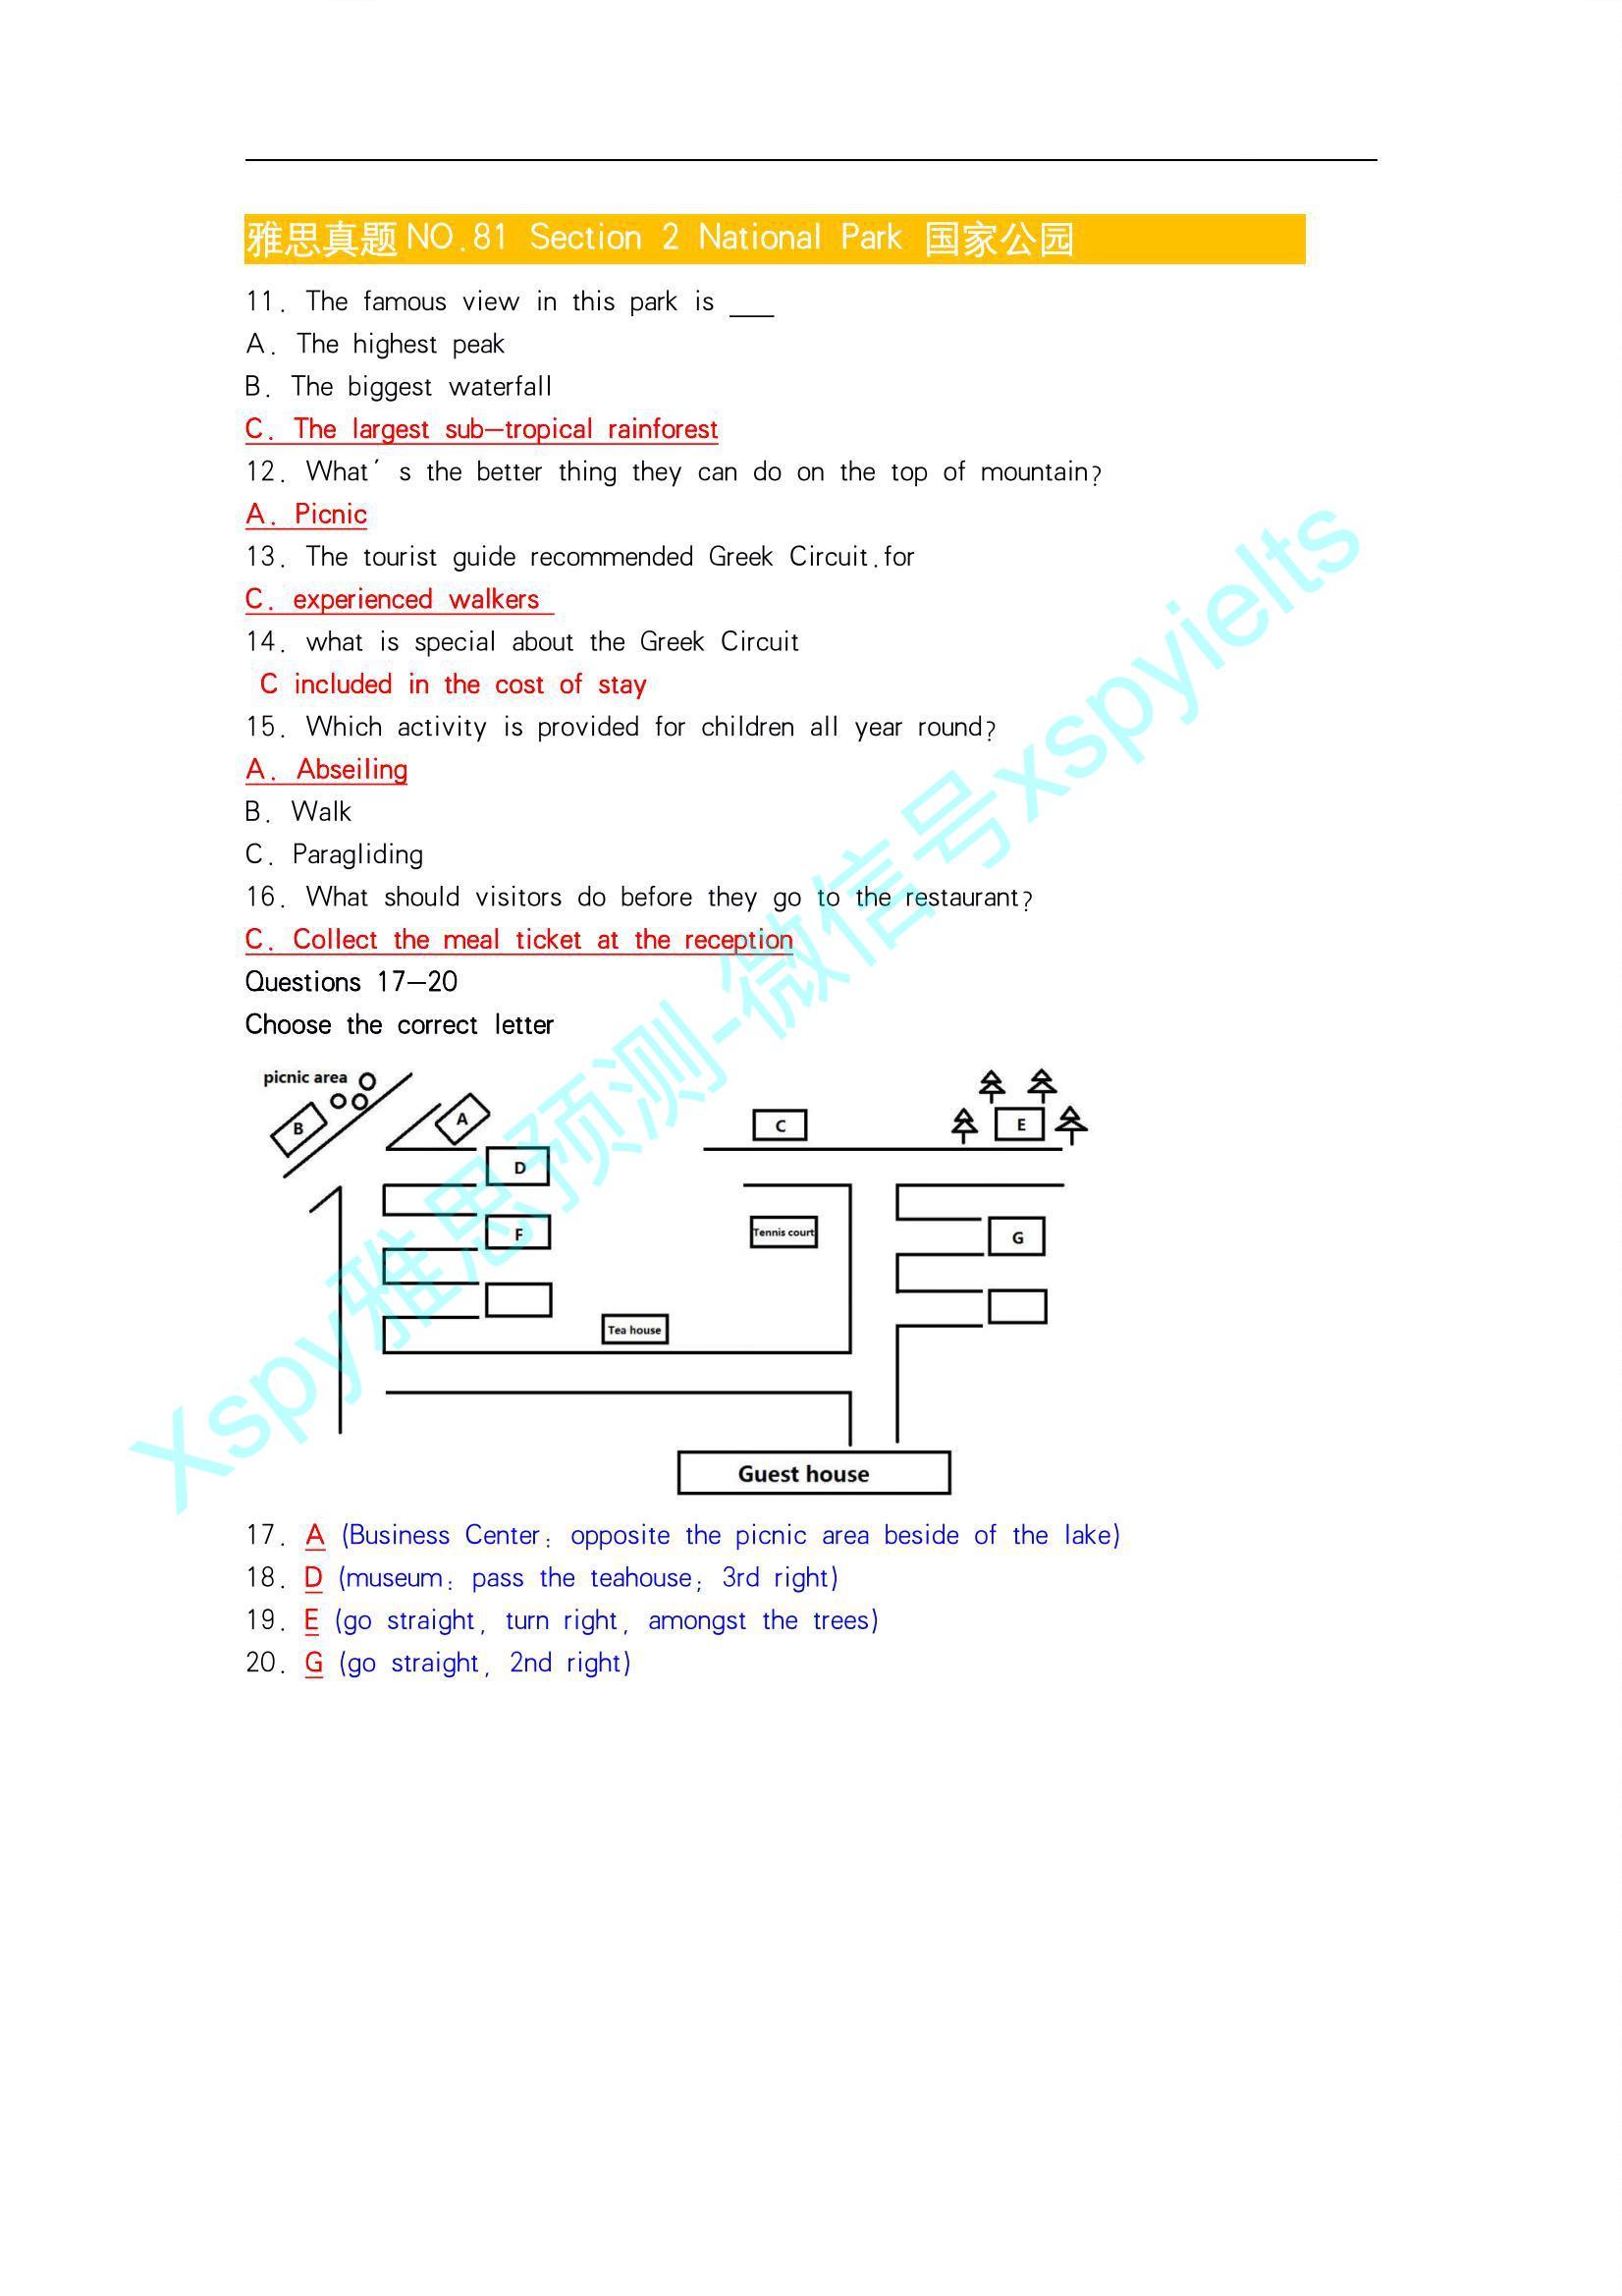 雅思真题NO.81 Section 2 National Park 国家公园
11. The famous view in this park is ___
A. The highest peak
B. The biggest waterfall
C. The largest sub-tropical rainforest
12. What's the better thing they can do on the top of mountain?
A. Picnic
13. The tourist guide recommended Greek Circuit.for
C. experienced walkers
14. what is special about the Greek Circuit
C included in the cost of stay
15. Which activity is provided for children all year round?
A. Abseiling
B. Walk
C. Paragliding
16. What should visitors do before they go to the restaurant?
C. Collect the meal ticket at the reception
Questions 17-20
Choose the correct letter
picnic area
B
A
C
E
D
F
Tennis court
G
Tea house
Guest house
17. A (Business Center: opposite the picnic area beside of the lake)
18. D (museum: pass the teahouse; 3rd right)
19. E (go straight, turn right, amongst the trees)
20. G (go straight, 2nd right)
Xspy雅思预测-微信号xspyielts